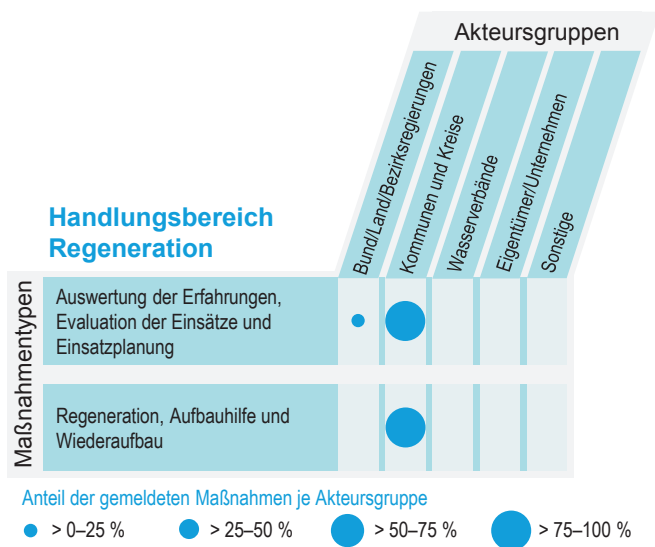 Akteursgruppen
Bund/Land/Bezirksregierungen
Kommunen und Kreise
Wasserverbände
Eigentümer/Unternehmen
Sonstige
Handlungsbereich
Regeneration
Maßnahmentypen
Auswertung der Erfahrungen,
Evaluation der Einsätze und
Einsatzplanung
Regeneration, Aufbauhilfe und
Wiederaufbau
Anteil der gemeldeten Maßnahmen je Akteursgruppe
> 0–25 % > 25–50 % > 50–75 % > 75–100 %